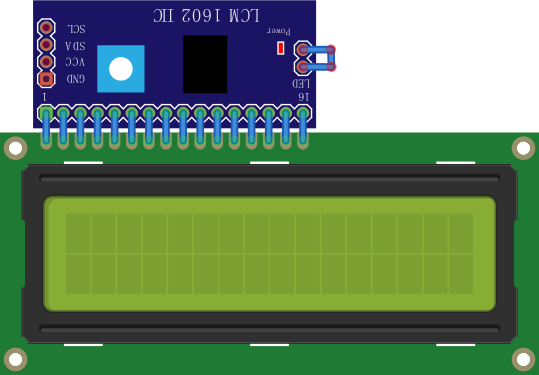 LCM 1602 IIC
SCL
SDA
VCC
GND
Power
LED
1
16